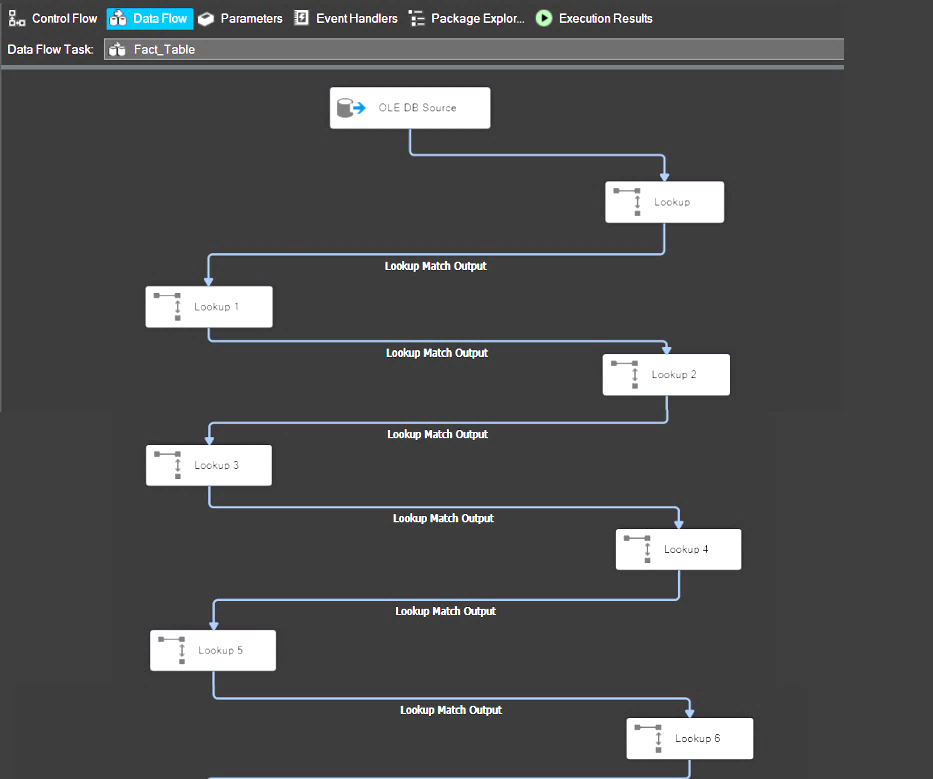 Control Flow Data Flow Parameters Event Handlers Package Explor... Execution Results
Data Flow Task: Fact_Table
OLE DB Source
Lookup
Lookup Match Output
Lookup 1
Lookup Match Output
Lookup 2
Lookup Match Output
Lookup 3
Lookup Match Output
Lookup 4
Lookup Match Output
Lookup 5
Lookup Match Output
Lookup 6